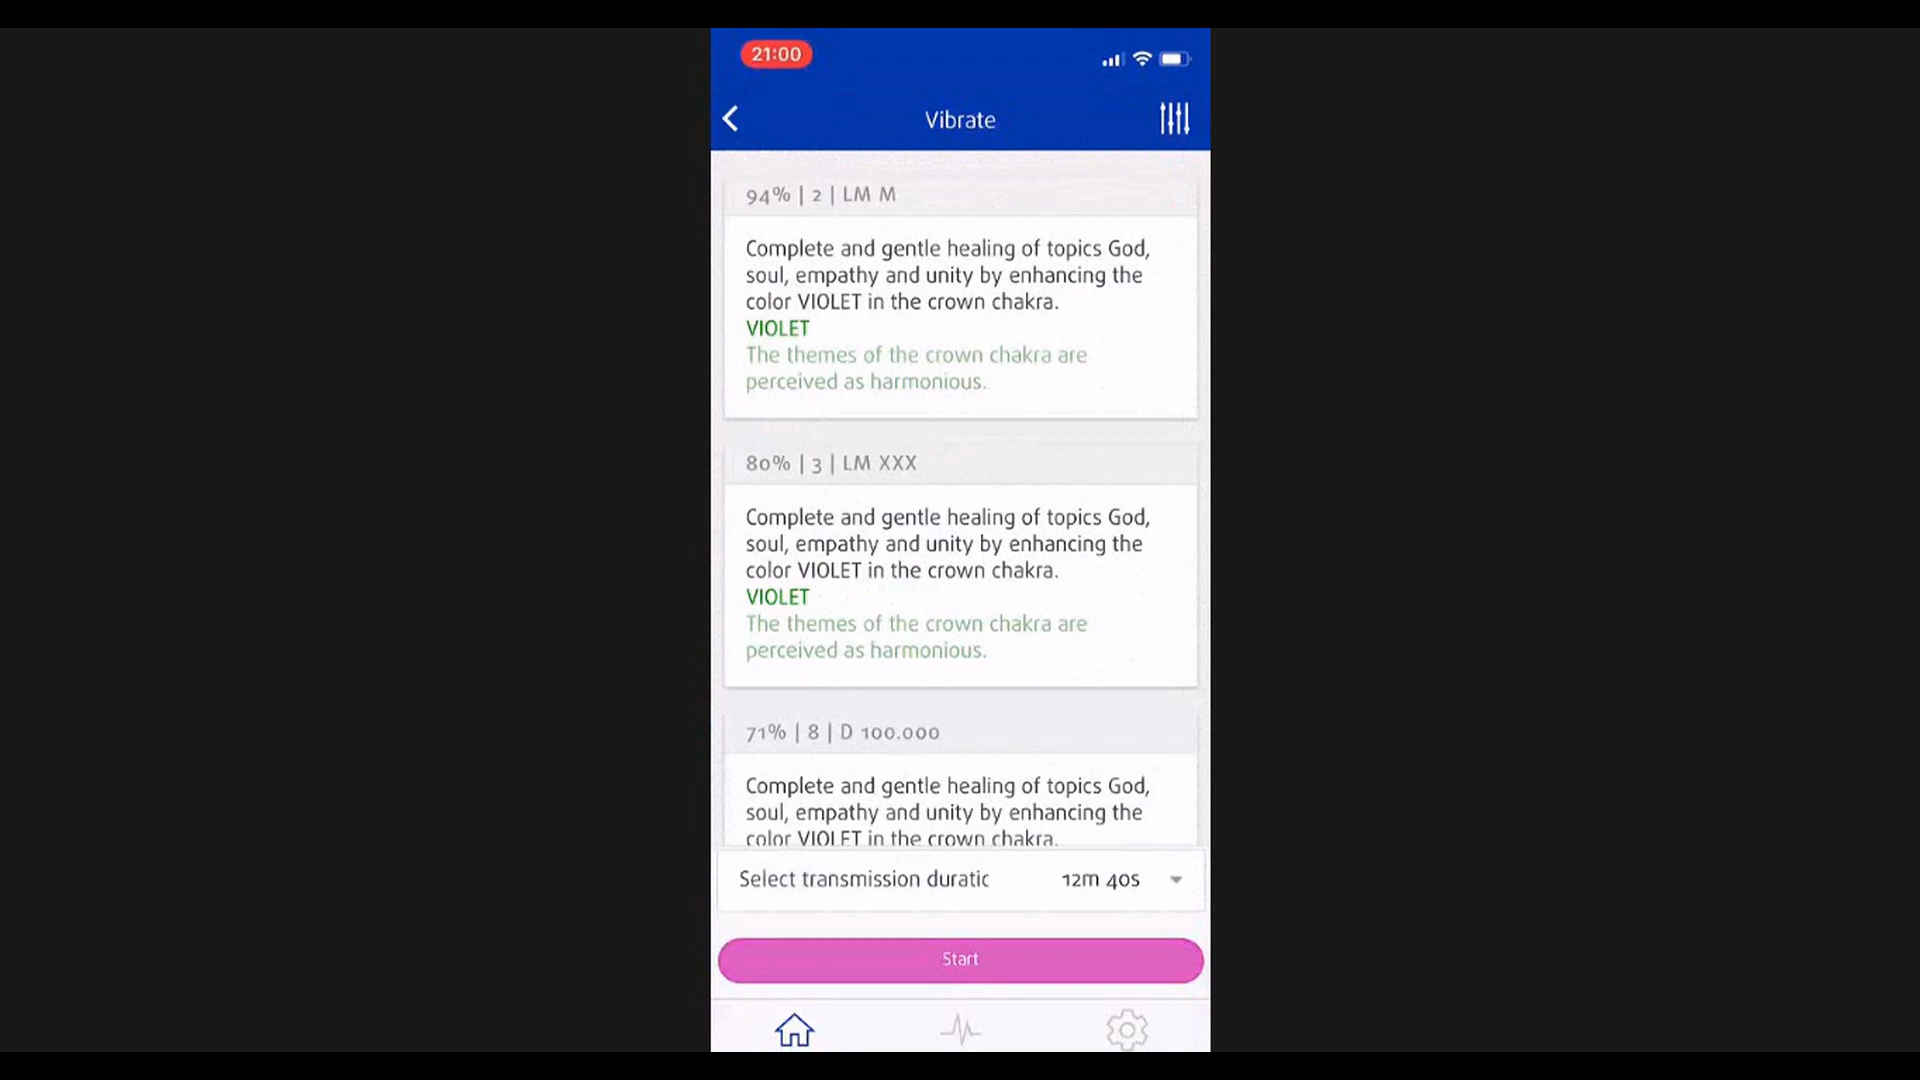 21:00
Vibrate
94% | 2 | LM M
Complete and gentle healing of topics God,
soul, empathy and unity by enhancing the
color VIOLET in the crown chakra.
VIOLET
The themes of the crown chakra are
perceived as harmonious.
80% | 3 | LM XXX
Complete and gentle healing of topics God,
soul, empathy and unity by enhancing the
color VIOLET in the crown chakra.
VIOLET
The themes of the crown chakra are
perceived as harmonious.
71% | 8 | D 100.000
Complete and gentle healing of topics God,
soul, empathy and unity by enhancing the
color VIOLET in the crown chakra.
Select transmission duratic 12m 40s
Start